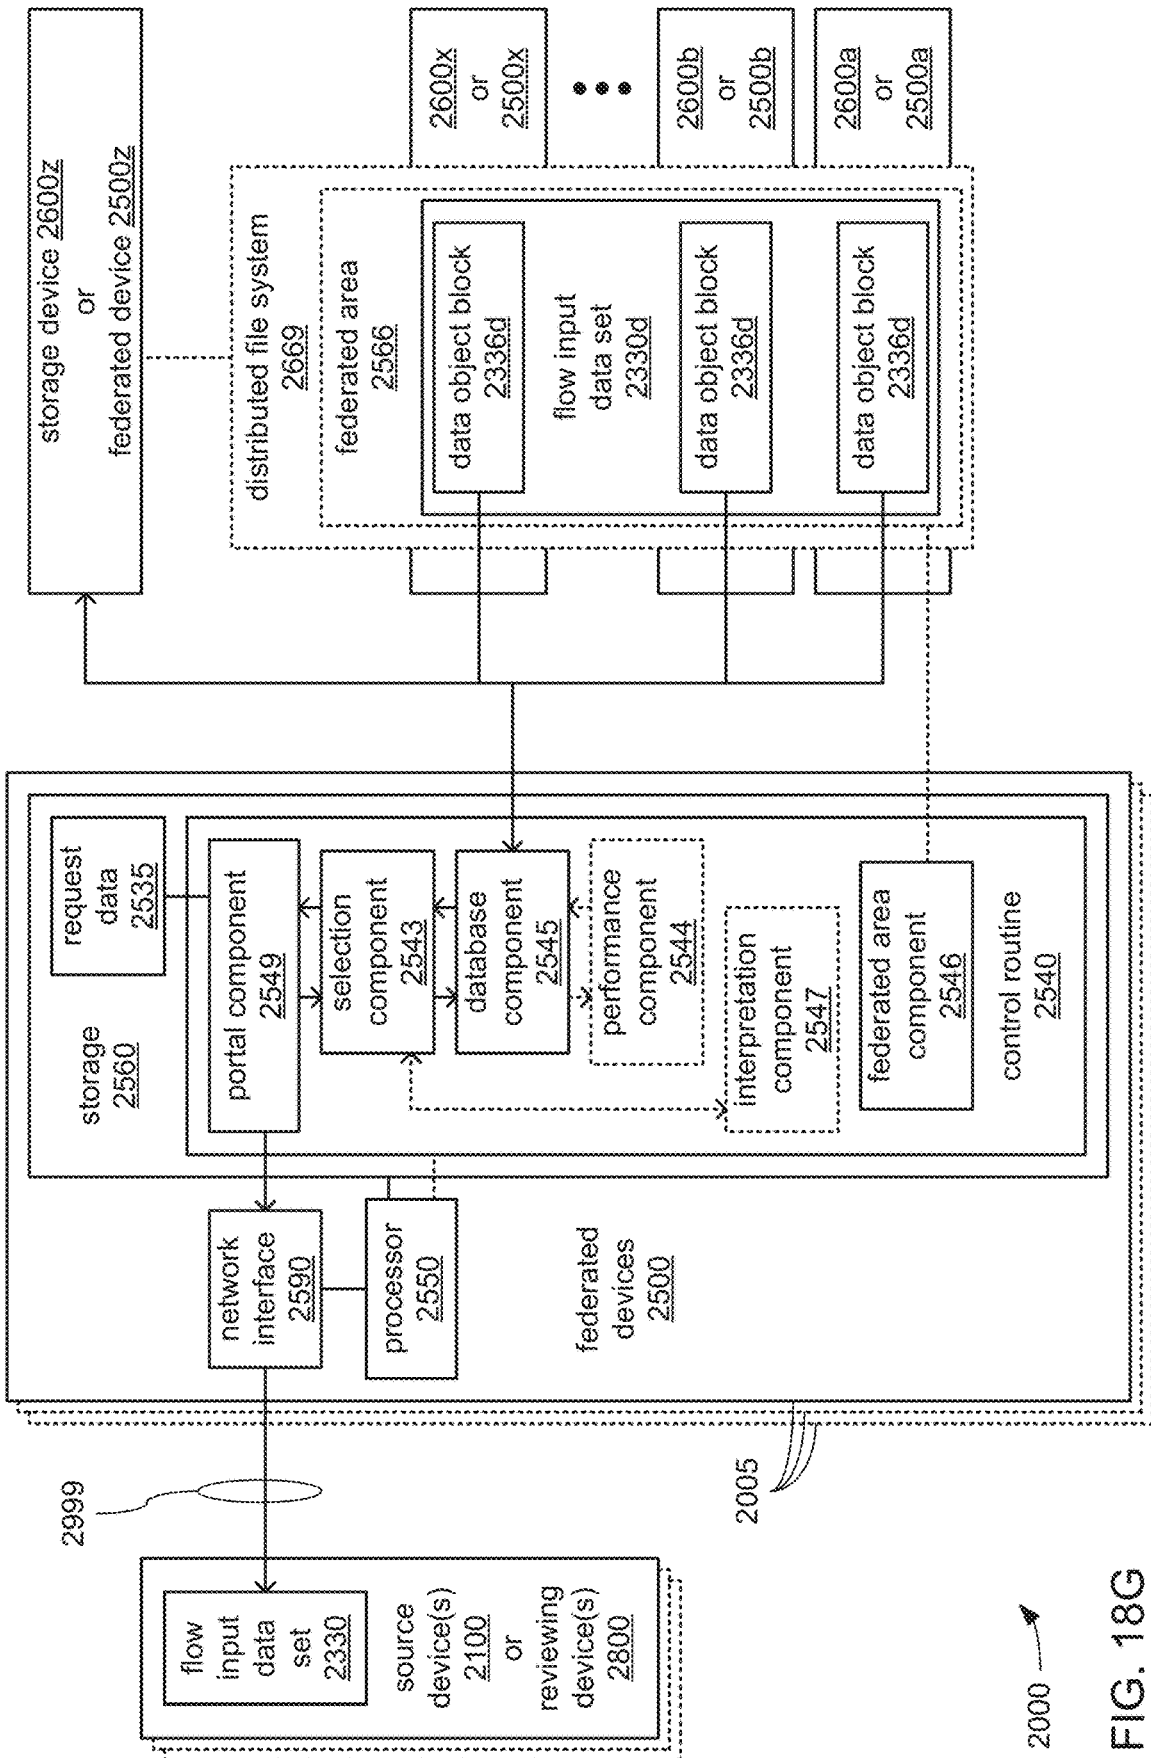 flow
input
data
set
2330
source
device(s)
2100
or
reviewing
device(s)
2800
2999
2005
network
interface
2590
processor
2550
federated
devices
2500
storage
2560
request
data
2535
portal component
2549
selection
component
2543
database
component
2545
performance
component
2544
interpretation
component
2547
federated area
component
2546
control routine
2540
storage device 2600z
or
federated device 2500z
distributed file system
2669
federated area
2566
data object block
2336d
flow input
data set
2330d
data object block
2336d
data object block
2336d
2600x
or
2500x
2600b
or
2500b
2600a
or
2500a
2000
FIG. 18G